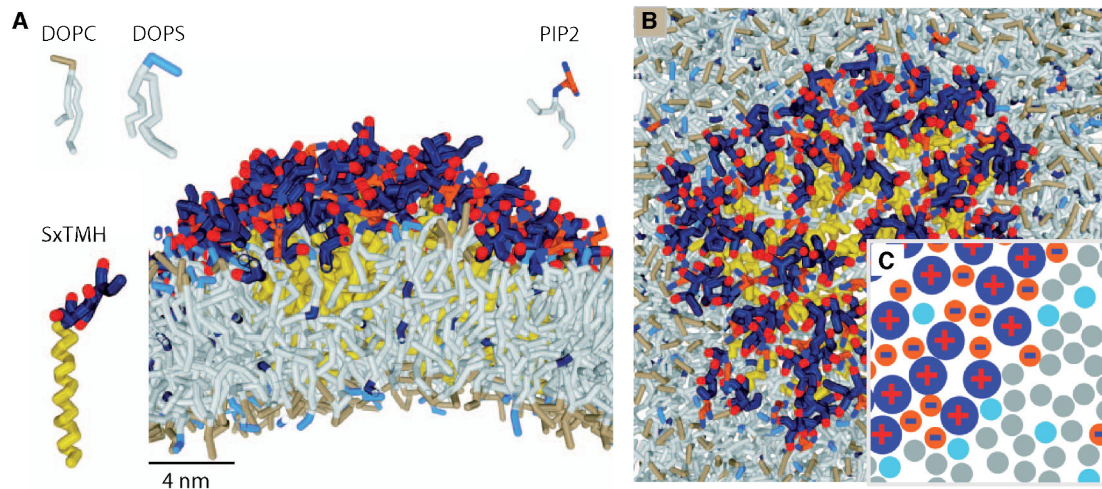 A
DOPC
DOPS
PIP2
SxTMH
4 nm
B
C
+ + +
- - -
+ +
- - -
+ +
- - -
+ +
- -
+ +
- - -